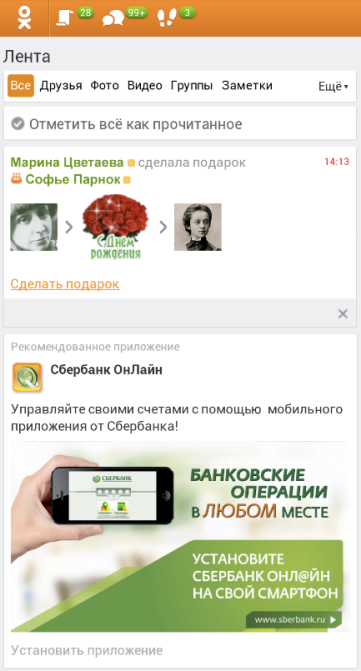 28 99+ 3
Лента
Все Друзья Фото Видео Группы Заметки Ещё
Отметить всё как прочитанное
Марина Цветаева сделала подарок 14:13
Софье Парнок
С Днем
рождения
Сделать подарок
Рекомендованное приложение
Сбербанк ОнЛайн
Управляйте своими счетами с помощью мобильного
приложения от Сбербанка!
СБЕРБАНК
БАНКОВСКИЕ
ОПЕРАЦИИ
В ЛЮБОМ МЕСТЕ
УСТАНОВИТЕ
СБЕРБАНК ОНЛ@ЙН
НА СВОЙ СМАРТФОН
www.sberbank.ru
Установить приложение